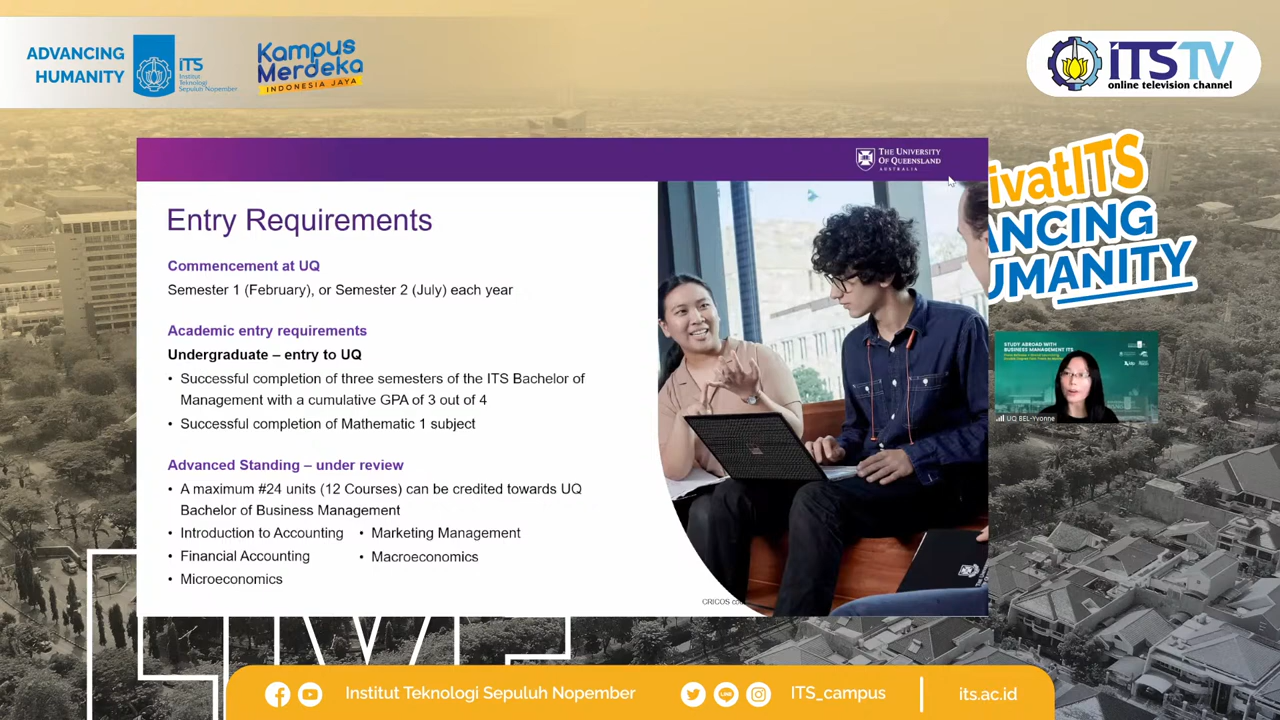 ADVANCING
HUMANITY
iTS
Institut
Teknologi
Sepuluh Nopember
Kampus
Merdeka
INDONESIA JAYA
iTSTV
online television channel
THE UNIVERSITY
OF QUEENSLAND
AUSTRALIA
ivatITS
ANCING
UMANITY
Entry Requirements
Commencement at UQ
Semester 1 (February), or Semester 2 (July) each year
Academic entry requirements
Undergraduate – entry to UQ
• Successful completion of three semesters of the ITS Bachelor of
Management with a cumulative GPA of 3 out of 4
• Successful completion of Mathematic 1 subject
Advanced Standing – under review
• A maximum #24 units (12 Courses) can be credited towards UQ
Bachelor of Business Management
• Introduction to Accounting • Marketing Management
• Financial Accounting • Macroeconomics
• Microeconomics
CRICOS
STUDY ABROAD WITH
BUSINESS MANAGEMENT ITS
UQ BEL-Yvonne
LIVE
Institut Teknologi Sepuluh Nopember
ITS_campus
its.ac.id